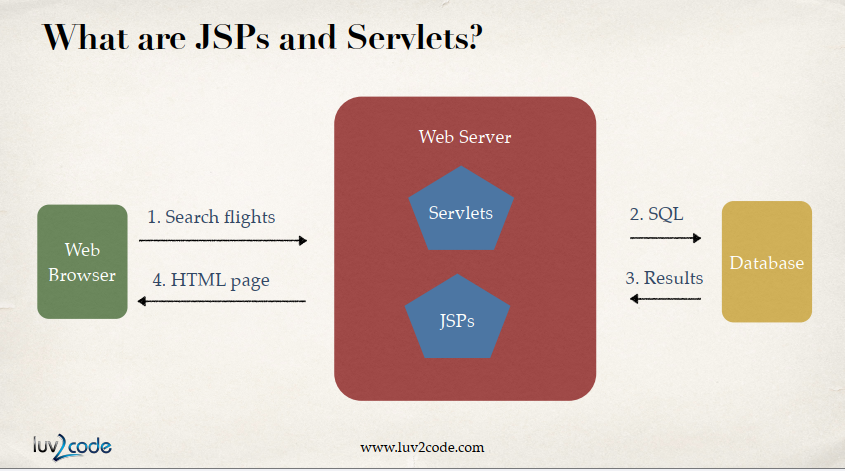 What are JSPs and Servlets?
Web Server
Servlets
JSPs
Web
Browser
1. Search flights
4. HTML page
2. SQL
3. Results
Database
luv2code
www.luv2code.com